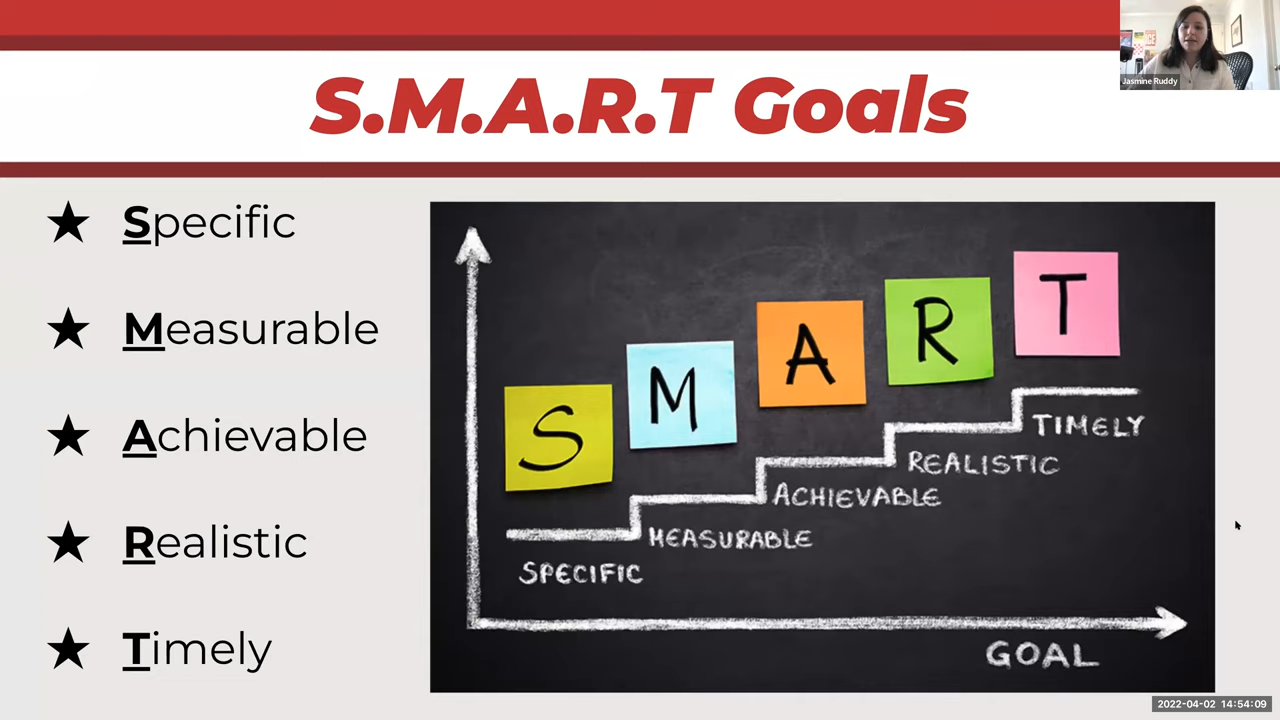 Jasmine Ruddy
S.M.A.R.T Goals
★ Specific
★ Measurable
★ Achievable
★ Realistic
★ Timely
S
M
A
R
T
SPECIFIC
MEASURABLE
ACHIEVABLE
REALISTIC
TIMELY
GOAL
2022-04-02 14:54:09